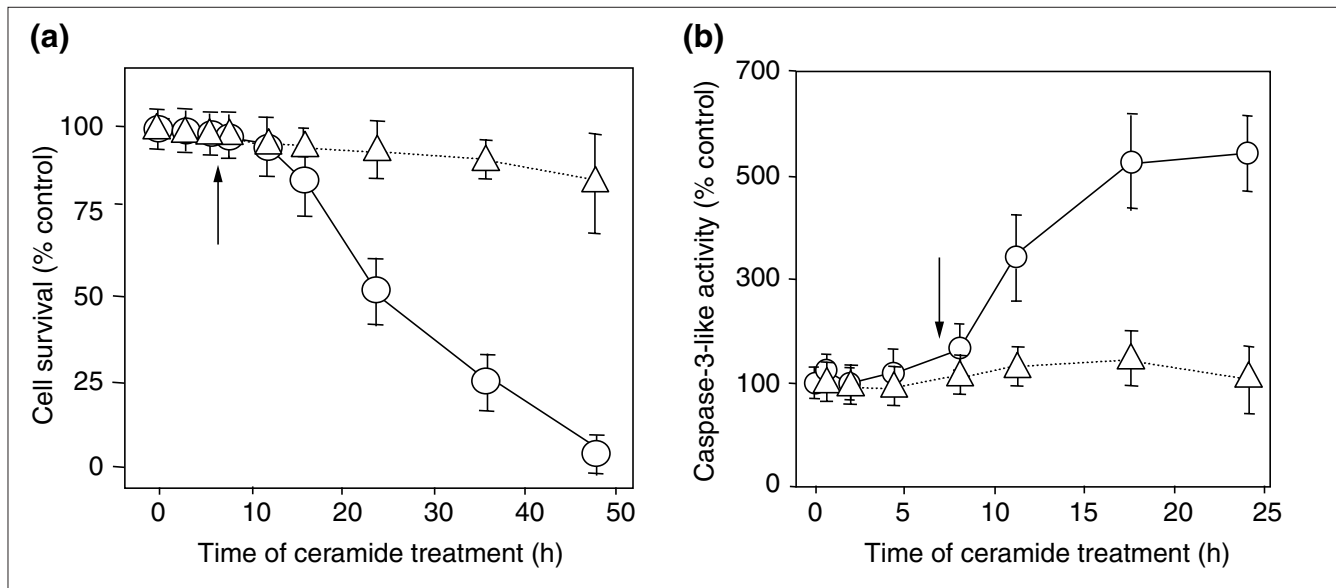 (a)
Cell survival (% control)
100
75
50
25
0
0 10 20 30 40 50
Time of ceramide treatment (h)
(b)
Caspase-3-like activity (% control)
700
500
300
100
0
0 5 10 15 20 25
Time of ceramide treatment (h)